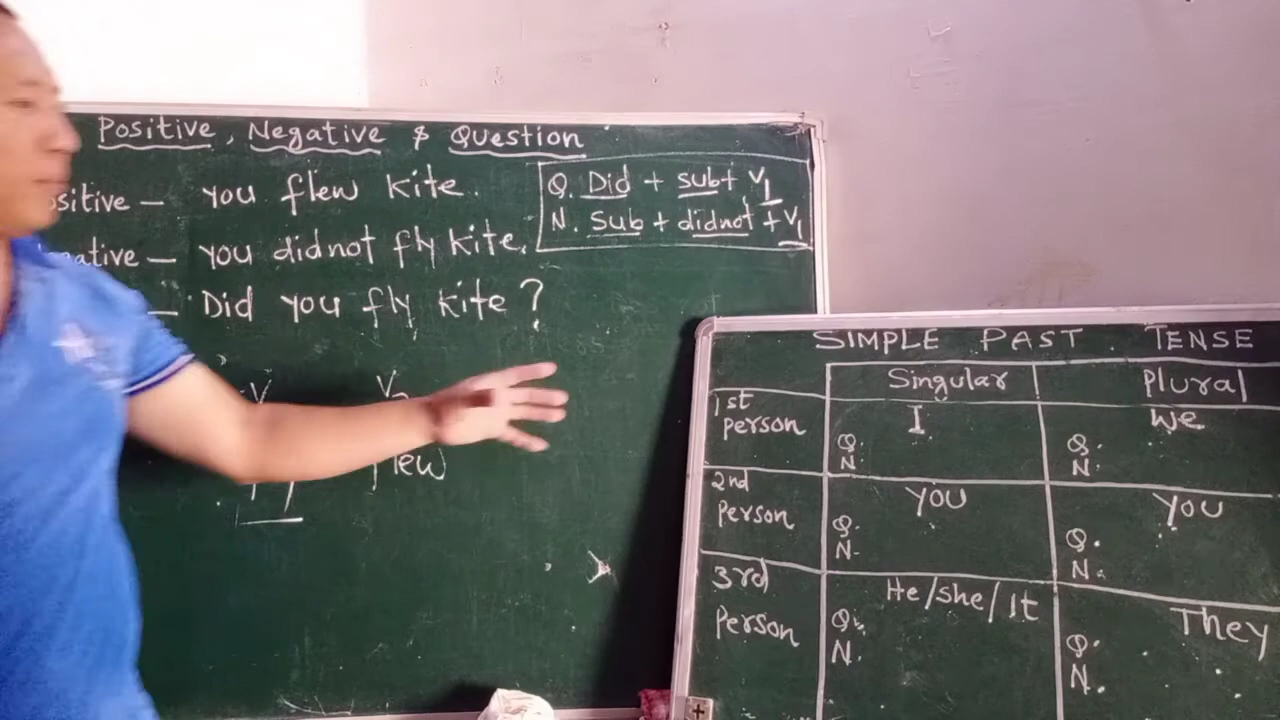 Positive, Negative & Question
ositive – you flew kite.
ative – you didnot fly kite.
– Did you fly kite?
Q. Did + sub + V1
N. Sub + didnot + V1
flew
SIMPLE PAST TENSE
Singular Plural
1st person I We
Q. Q.
N. N.
2nd person you you
Q. Q.
N. N.
3rd person He/she/It They
Q. Q.
N. N.